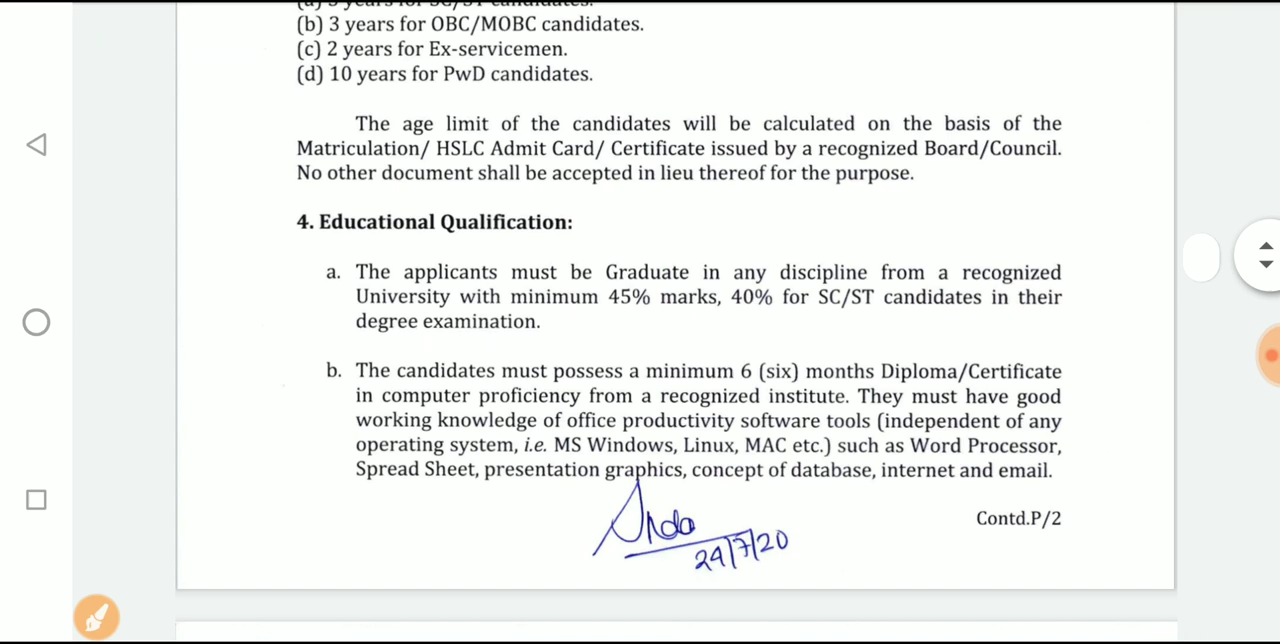 (a) 5 years for SC/ST candidates.
(b) 3 years for OBC/MOBC candidates.
(c) 2 years for Ex-servicemen.
(d) 10 years for PwD candidates.
The age limit of the candidates will be calculated on the basis of the
Matriculation/ HSLC Admit Card/ Certificate issued by a recognized Board/Council.
No other document shall be accepted in lieu thereof for the purpose.
4. Educational Qualification:
a. The applicants must be Graduate in any discipline from a recognized
University with minimum 45% marks, 40% for SC/ST candidates in their
degree examination.
b. The candidates must possess a minimum 6 (six) months Diploma/Certificate
in computer proficiency from a recognized institute. They must have good
working knowledge of office productivity software tools (independent of any
operating system, i.e. MS Windows, Linux, MAC etc.) such as Word Processor,
Spread Sheet, presentation graphics, concept of database, internet and email.
Contd.P/2
24/7/20